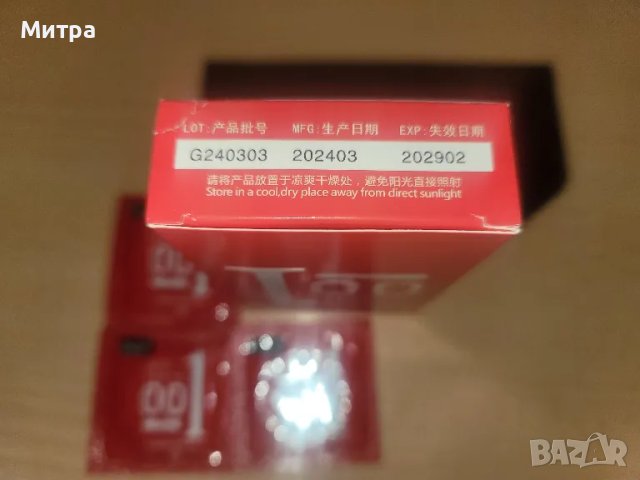 Митра
LOT:产品批号 MFG:生产日期 EXP:失效日期
G240303 202403 202902
请将产品放置于凉爽干燥处，避免阳光直接照射
Store in a cool,dry place away from direct sunlight
001
BAZAR